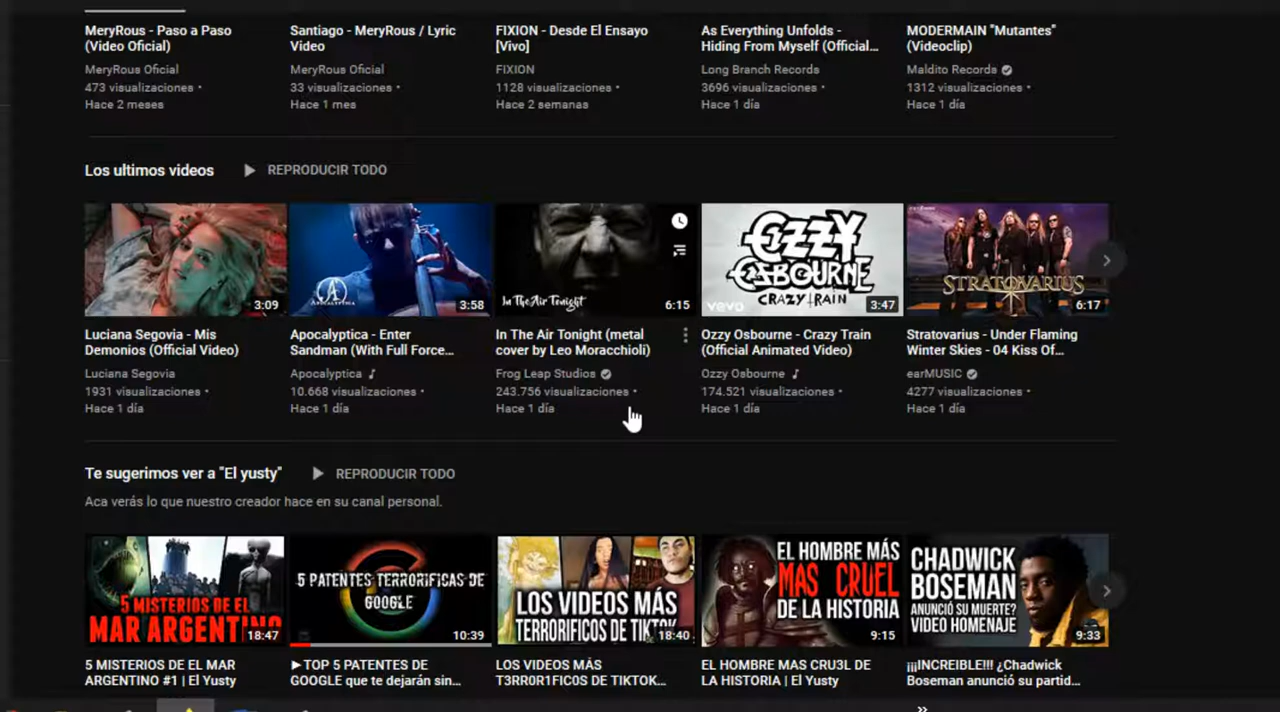 MeryRous - Paso a Paso
(Video Oficial)
MeryRous Oficial
473 visualizaciones •
Hace 2 meses
Santiago - MeryRous / Lyric
Video
MeryRous Oficial
33 visualizaciones •
Hace 1 mes
FIXION - Desde El Ensayo
[Vivo]
FIXION
1128 visualizaciones •
Hace 2 semanas
As Everything Unfolds -
Hiding From Myself (Official...
Long Branch Records
3696 visualizaciones •
Hace 1 día
MODERMAIN "Mutantes"
(Videoclip)
Maldito Records
1312 visualizaciones •
Hace 1 día
Los ultimos videos
REPRODUCIR TODO
3:09
Luciana Segovia - Mis
Demonios (Official Video)
Luciana Segovia
1931 visualizaciones •
Hace 1 día
APOCALYPTICA
3:58
Apocalyptica - Enter
Sandman (With Full Force...
Apocalyptica
10.668 visualizaciones •
Hace 1 día
In The Air Tonight
6:15
In The Air Tonight (metal
cover by Leo Moracchioli)
Frog Leap Studios
243.756 visualizaciones •
Hace 1 día
OZZY
OSBOURNE
CRAZY TRAIN
vevo
3:47
Ozzy Osbourne - Crazy Train
(Official Animated Video)
Ozzy Osbourne
174.521 visualizaciones •
Hace 1 día
STRATOVARIUS
6:17
Stratovarius - Under Flaming
Winter Skies - 04 Kiss Of...
earMUSIC
4277 visualizaciones •
Hace 1 día
Te sugerimos ver a "El yusty"
REPRODUCIR TODO
Aca verás lo que nuestro creador hace en su canal personal.
5 MISTERIOS DE EL
MAR ARGENTINO
18:47
5 MISTERIOS DE EL MAR
ARGENTINO #1 | El Yusty
5 PATENTES TERRORIFICAS DE
GOOGLE
10:39
►TOP 5 PATENTES DE
GOOGLE que te dejarán sin...
LOS VIDEOS MÁS
TERRORIFICOS DE TIKTOK
18:40
LOS VIDEOS MÁS
T3RR0R1F1C0S DE TIKTOK...
EL HOMBRE MÁS
MAS CRUEL
DE LA HISTORIA
9:15
EL HOMBRE MAS CRU3L DE
LA HISTORIA | El Yusty
CHADWICK
BOSEMAN
ANUNCIÓ SU MUERTE?
VIDEO HOMENAJE
9:33
¡¡¡INCREIBLE!!! ¿Chadwick
Boseman anunció su partid...